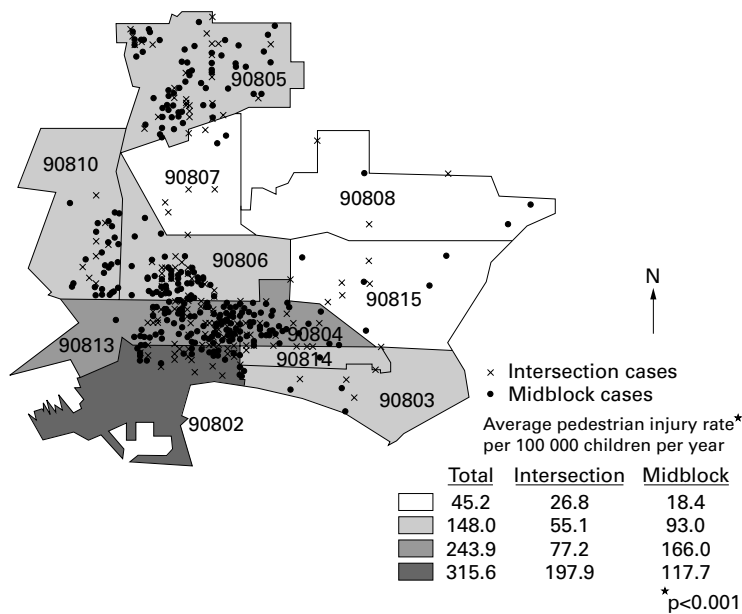 90805
90810
90807
90808
90806
90815
N
90804
90813
90814
90803
90802
× Intersection cases
• Midblock cases
Average pedestrian injury rate★
per 100 000 children per year
Total Intersection Midblock
45.2 26.8 18.4
148.0 55.1 93.0
243.9 77.2 166.0
315.6 197.9 117.7
★p<0.001